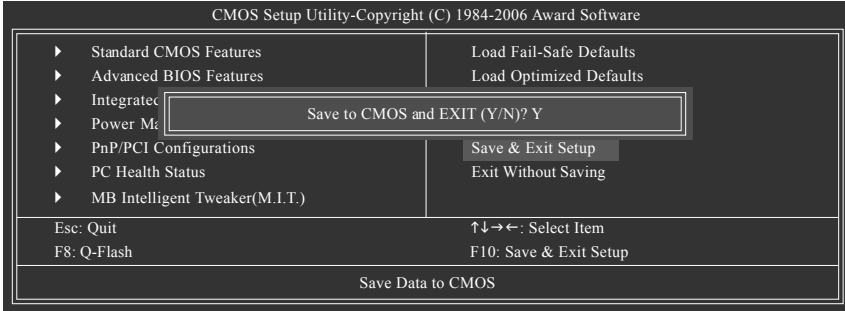 CMOS Setup Utility-Copyright (C) 1984-2006 Award Software
Standard CMOS Features
Advanced BIOS Features
Integrated
Power
PnP/PCI Configurations
PC Health Status
MB Intelligent Tweaker(M.I.T.)
Load Fail-Safe Defaults
Load Optimized Defaults
Save to CMOS and EXIT (Y/N)? Y
Save & Exit Setup
Exit Without Saving
Esc: Quit
↑↓→←: Select Item
F8: Q-Flash
F10: Save & Exit Setup
Save Data to CMOS